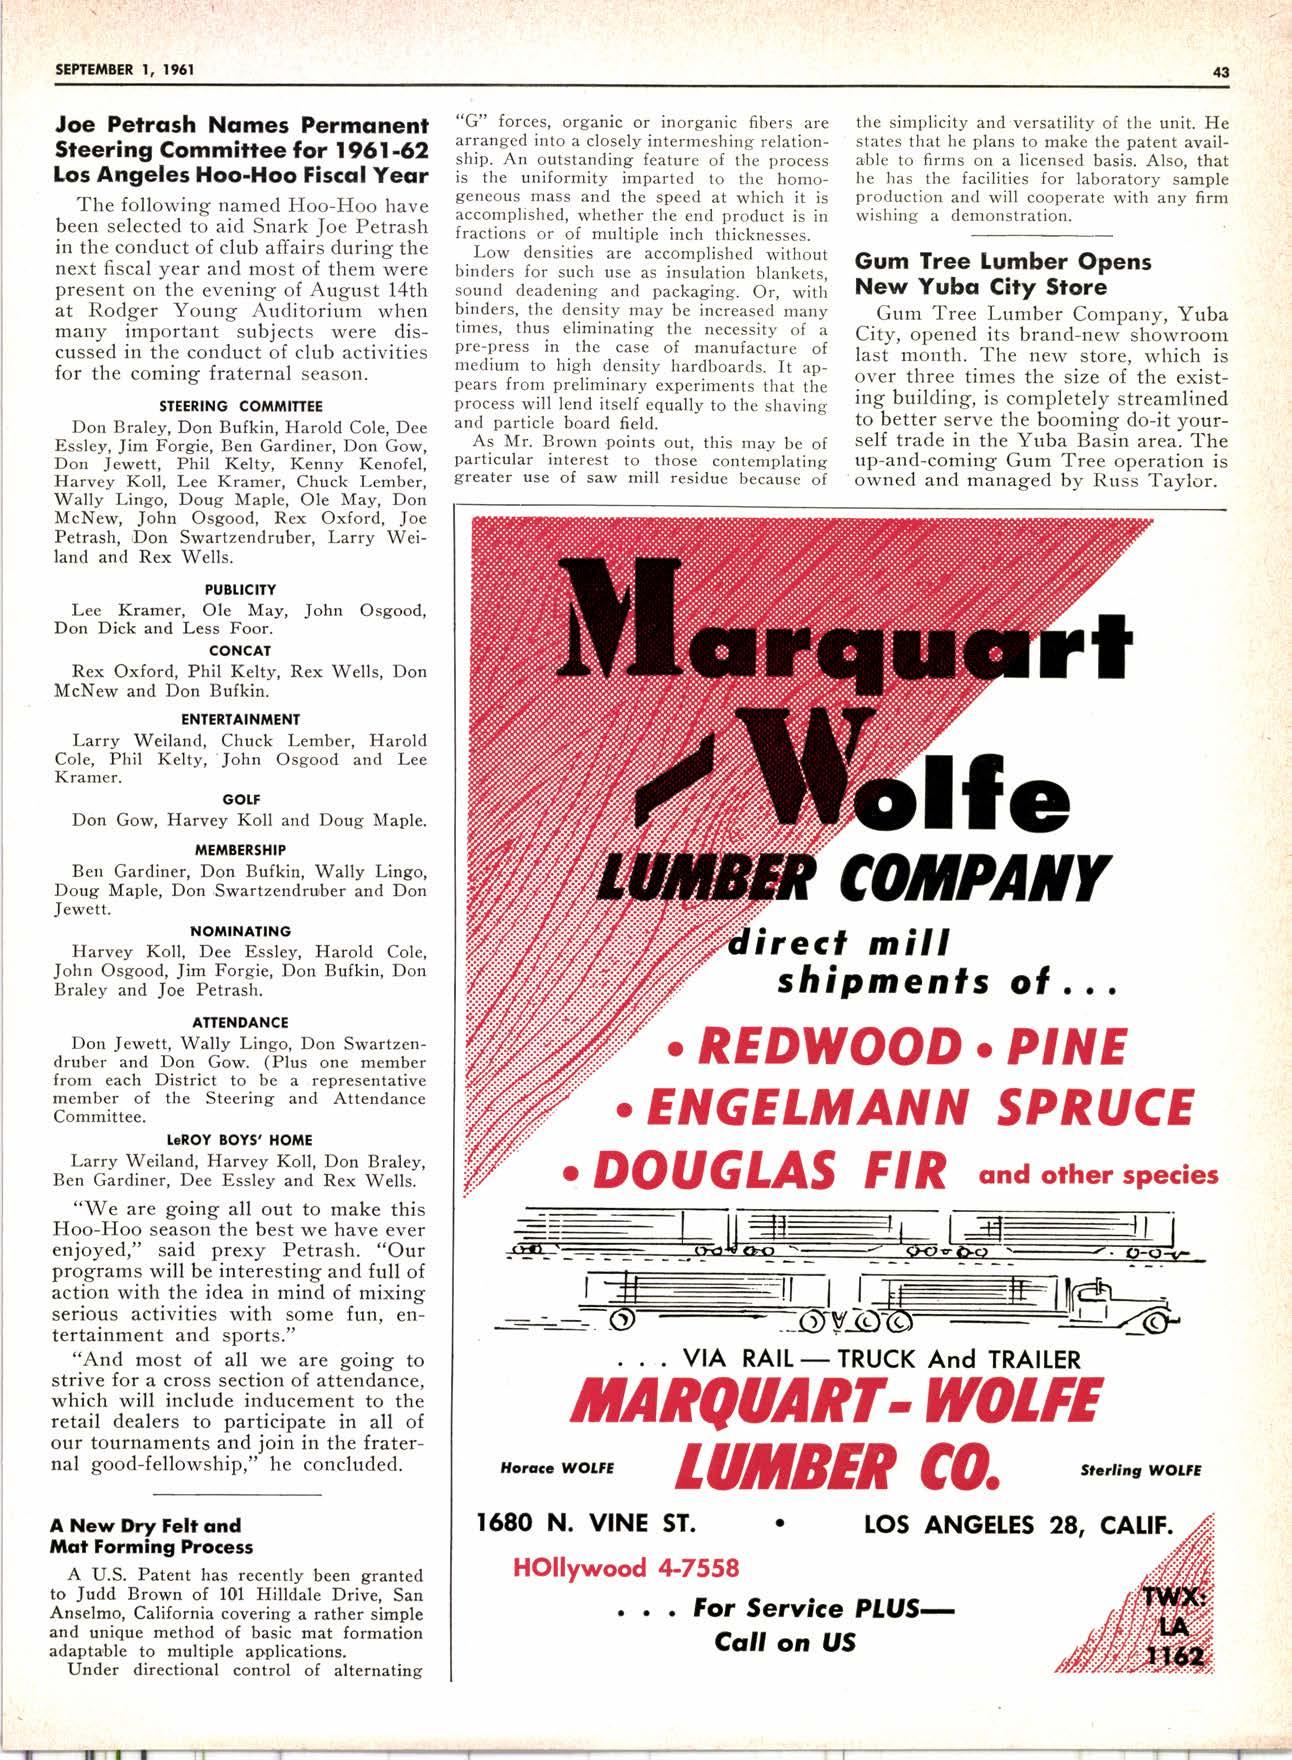 SEPTEMBER 1, 1961
43
Joe Petrash Names Permanent
Steering Committee for 1961-62
Los Angeles Hoo-Hoo Fiscal Year
The following named Hoo-Hoo have
been selected to aid Snark Joe Petrash
in the conduct of club affairs during the
next fiscal year and most of them were
present on the evening of August 14th
at Rodger Young Auditorium when
many important subjects were dis-
cussed in the conduct of club activities
for the coming fraternal season.
STEERING COMMITTEE
Don Braley, Don Bufkin, Harold Cole, Dee
Essley, Jim Forgie, Ben Gardiner, Don Gow,
Don Jewett, Phil Kelty, Kenny Kenofel,
Harvey Koll, Lee Kramer, Chuck Lember,
Wally Lingo, Doug Maple, Ole May, Don
McNew, John Osgood, Rex Oxford, Joe
Petrash, Don Swartzendruber, Larry Wei-
land and Rex Wells.
PUBLICITY
Lee Kramer, Ole May, John Osgood,
Don Dick and Less Foor.
CONCAT
Rex Oxford, Phil Kelty, Rex Wells, Don
McNew and Don Bufkin.
ENTERTAINMENT
Larry Weiland, Chuck Lember, Harold
Cole, Phil Kelty, John Osgood and Lee
Kramer.
GOLF
Don Gow, Harvey Koll and Doug Maple.
MEMBERSHIP
Ben Gardiner, Don Bufkin, Wally Lingo,
Doug Maple, Don Swartzendruber and Don
Jewett.
NOMINATING
Harvey Koll, Dee Essley, Harold Cole,
John Osgood, Jim Forgie, Don Bufkin, Don
Braley and Joe Petrash.
ATTENDANCE
Don Jewett, Wally Lingo, Don Swartzen-
druber and Don Gow. (Plus one member
from each District to be a representative
member of the Steering and Attendance
Committee.
LeROY BOYS' HOME
Larry Weiland, Harvey Koll, Don Braley,
Ben Gardiner, Dee Essley and Rex Wells.
"We are going all out to make this
Hoo-Hoo season the best we have ever
enjoyed," said prexy Petrash. "Our
programs will be interesting and full of
action with the idea in mind of mixing
serious activities with some fun, en-
tertainment and sports."
"And most of all we are going to
strive for a cross section of attendance,
which will include inducement to the
retail dealers to participate in all of
our tournaments and join in the frater-
nal good-fellowship," he concluded.
A New Dry Felt and
Mat Forming Process
A U.S. Patent has recently been granted
to Judd Brown of 101 Hilldale Drive, San
Anselmo, California covering a rather simple
and unique method of basic mat formation
adaptable to multiple applications.
Under directional control of alternating
"G" forces, organic or inorganic fibers are
arranged into a closely intermeshing relation-
ship. An outstanding feature of the process
is the uniformity imparted to the homo-
geneous mass and the speed at which it is
accomplished, whether the end product is in
fractions or of multiple inch thicknesses.
Low densities are accomplished without
binders for such use as insulation blankets,
sound deadening and packaging. Or, with
binders, the density may be increased many
times, thus eliminating the necessity of a
pre-press in the case of manufacture of
medium to high density hardboards. It ap-
pears from preliminary experiments that the
process will lend itself equally to the shaving
and particle board field.
As Mr. Brown points out, this may be of
particular interest to those contemplating
greater use of saw mill residue because of
the simplicity and versatility of the unit. He
states that he plans to make the patent avail-
able to firms on a licensed basis. Also, that
he has the facilities for laboratory sample
production and will cooperate with any firm
wishing a demonstration.
Gum Tree Lumber Opens
New Yuba City Store
Gum Tree Lumber Company, Yuba
City, opened its brand-new showroom
last month. The new store, which is
over three times the size of the exist-
ing building, is completely streamlined
to better serve the booming do-it your-
self trade in the Yuba Basin area. The
up-and-coming Gum Tree operation is
owned and managed by Russ Taylor.
Marquart
-Wolfe
LUMBER COMPANY
direct mill
shipments of . . .
• REDWOOD • PINE
• ENGELMANN SPRUCE
• DOUGLAS FIR and other species
. . . VIA RAIL — TRUCK And TRAILER
MARQUART - WOLFE
LUMBER CO.
Horace WOLFE
Sterling WOLFE
1680 N. VINE ST. • LOS ANGELES 28, CALIF.
HOllywood 4-7558
. . . For Service PLUS—
Call on US
TWX:
LA
1162